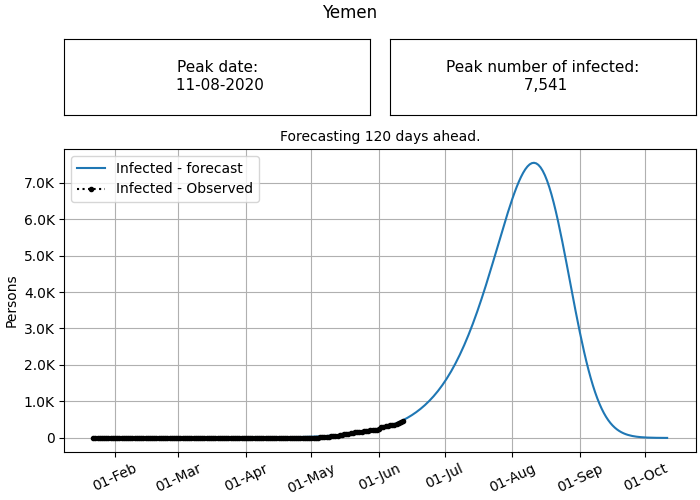 Yemen
Peak date:
11-08-2020
Peak number of infected:
7,541
Forecasting 120 days ahead.
Infected - forecast
Infected - Observed
7.0K
6.0K
5.0K
4.0K
3.0K
2.0K
1.0K
0
Persons
01-Feb
01-Mar
01-Apr
01-May
01-Jun
01-Jul
01-Aug
01-Sep
01-Oct